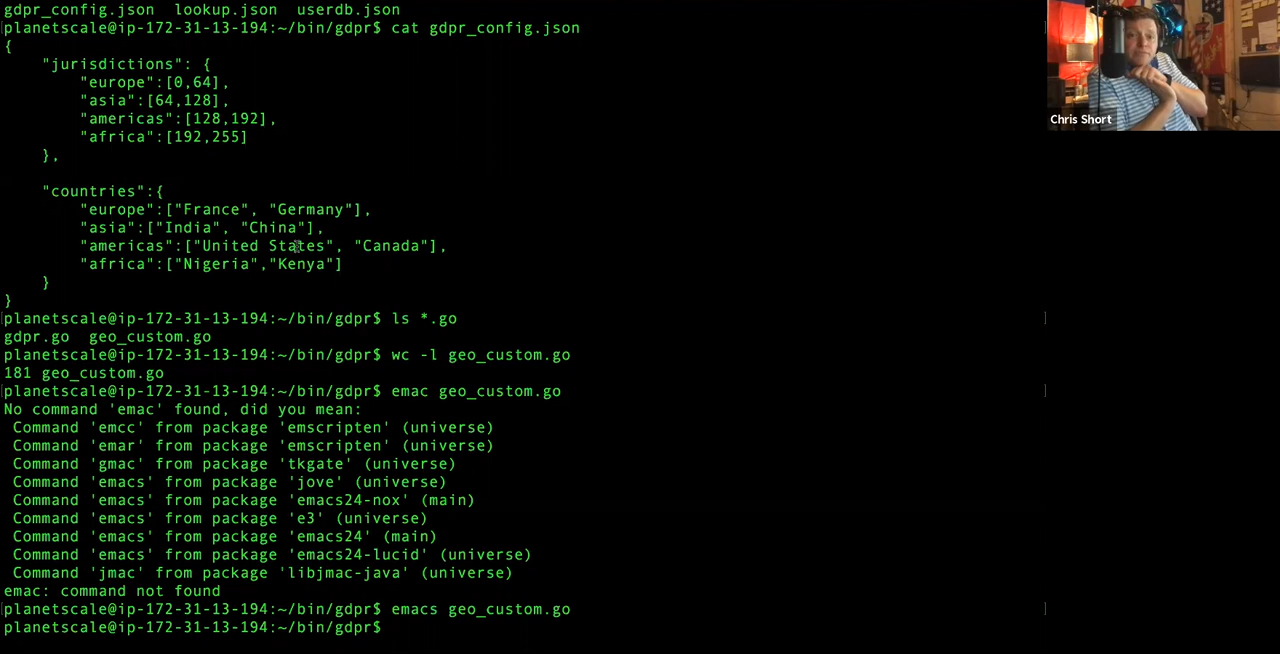 gdpr_config.json  lookup.json  userdb.json
planetscale@ip-172-31-13-194:~/bin/gdpr$ cat gdpr_config.json
{
    "jurisdictions": {
        "europe":[0,64],
        "asia":[64,128],
        "americas":[128,192],
        "africa":[192,255]
    },
    "countries":{
        "europe":["France", "Germany"],
        "asia":["India", "China"],
        "americas":["United States", "Canada"],
        "africa":["Nigeria","Kenya"]
    }
}
planetscale@ip-172-31-13-194:~/bin/gdpr$ ls *.go
gdpr.go  geo_custom.go
planetscale@ip-172-31-13-194:~/bin/gdpr$ wc -l geo_custom.go
181 geo_custom.go
planetscale@ip-172-31-13-194:~/bin/gdpr$ emac geo_custom.go
No command 'emac' found, did you mean:
 Command 'emcc' from package 'emscripten' (universe)
 Command 'emar' from package 'emscripten' (universe)
 Command 'gmac' from package 'tkgate' (universe)
 Command 'emacs' from package 'jove' (universe)
 Command 'emacs' from package 'emacs24-nox' (main)
 Command 'emacs' from package 'e3' (universe)
 Command 'emacs' from package 'emacs24' (main)
 Command 'emacs' from package 'emacs24-lucid' (universe)
 Command 'jmac' from package 'libjmac-java' (universe)
emac: command not found
planetscale@ip-172-31-13-194:~/bin/gdpr$ emacs geo_custom.go
planetscale@ip-172-31-13-194:~/bin/gdpr$
Chris Short